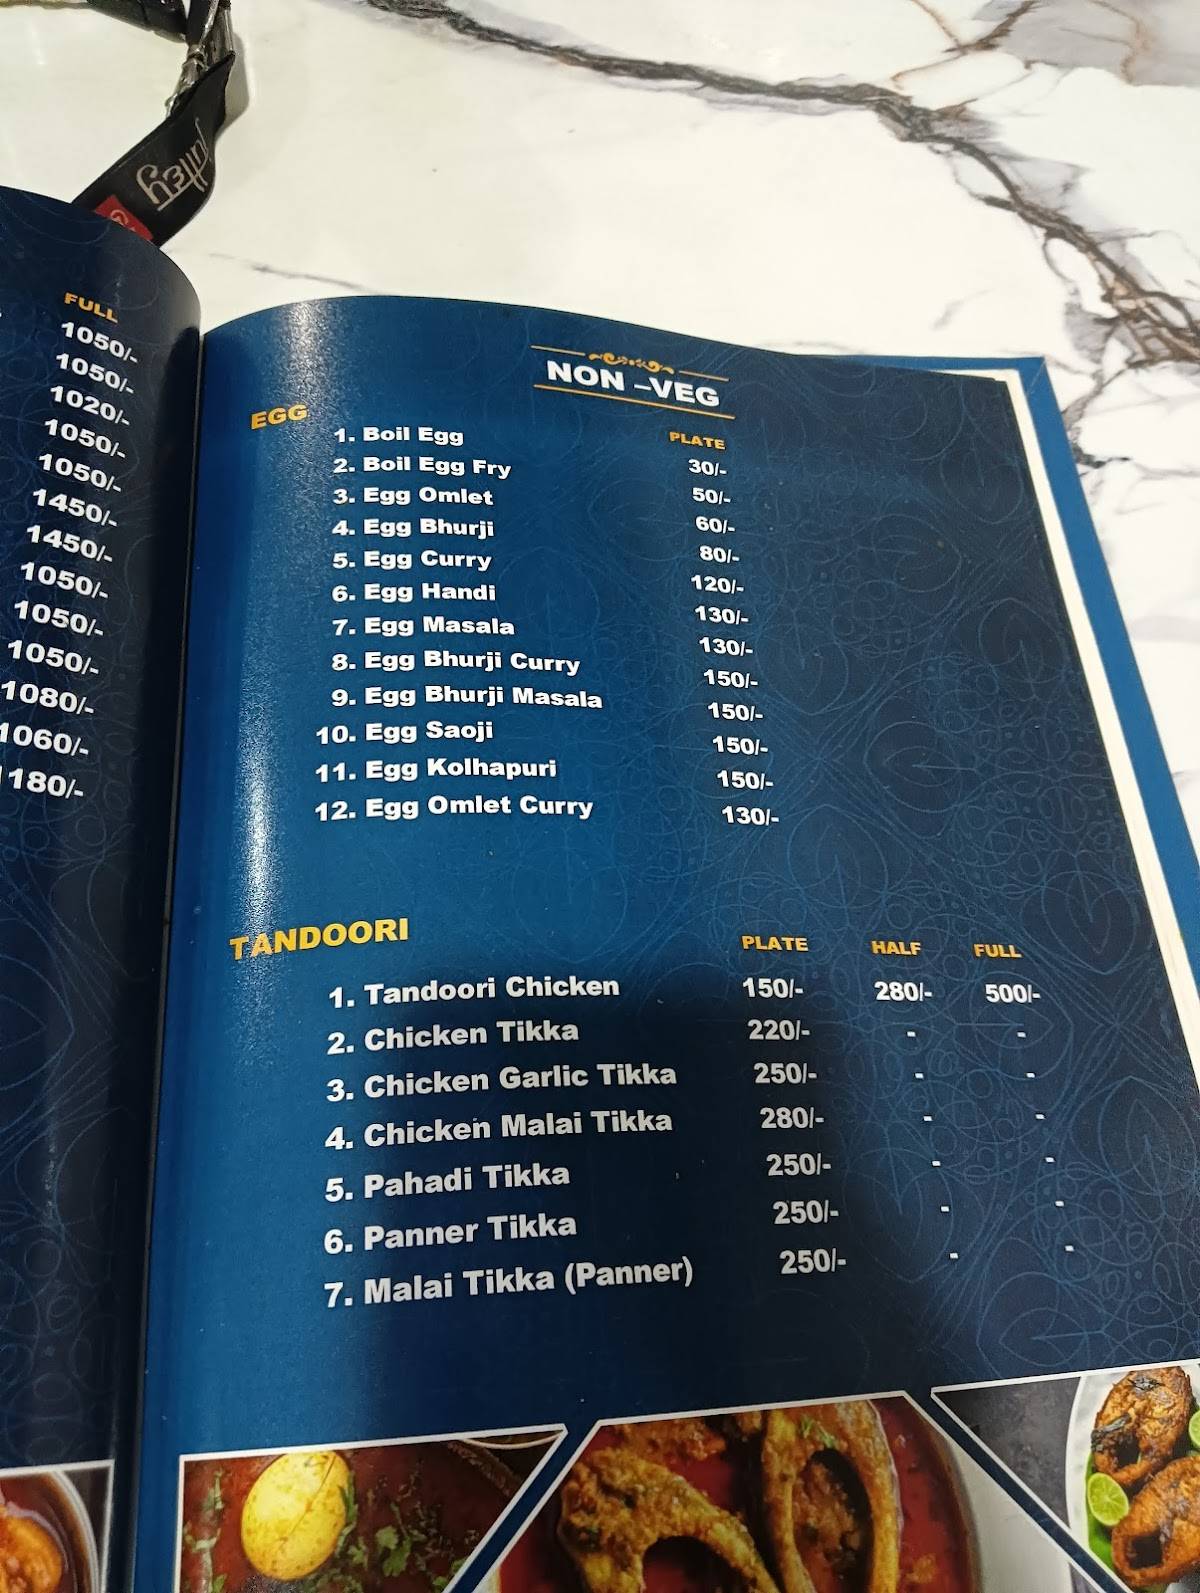 FULL
1050/-
1050/-
1020/-
1050/-
1050/-
1450/-
1450/-
1050/-
1050/-
1050/-
1080/-
1060/-
1180/-
NON –VEG
EGG PLATE
1. Boil Egg 30/-
2. Boil Egg Fry 50/-
3. Egg Omlet 60/-
4. Egg Bhurji 80/-
5. Egg Curry 120/-
6. Egg Handi 130/-
7. Egg Masala 130/-
8. Egg Bhurji Curry 150/-
9. Egg Bhurji Masala 150/-
10. Egg Saoji 150/-
11. Egg Kolhapuri 150/-
12. Egg Omlet Curry 130/-
TANDOORI PLATE HALF FULL
1. Tandoori Chicken 150/- 280/- 500/-
2. Chicken Tikka 220/- - -
3. Chicken Garlic Tikka 250/- - -
4. Chicken Malai Tikka 280/- - -
5. Pahadi Tikka 250/- - -
6. Panner Tikka 250/- - -
7. Malai Tikka (Panner) 250/- - -